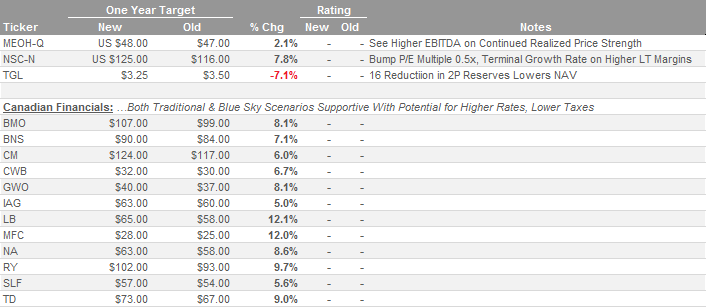 One Year Target Rating
Ticker New Old % Chg New Old Notes
MEOH-Q US $48.00 $47.00 2.1% - - See Higher EBITDA on Continued Realized Price Strength
NSC-N US $125.00 $116.00 7.8% - - Bump P/E Multiple 0.5x, Terminal Growth Rate on Higher LT Margins
TGL $3.25 $3.50 -7.1% - - 16 Reductiion in 2P Reserves Lowers NAV
Canadian Financials: …Both Traditional & Blue Sky Scenarios Supportive With Potential for Higher Rates, Lower Taxes
BMO $107.00 $99.00 8.1% - -
BNS $90.00 $84.00 7.1% - -
CM $124.00 $117.00 6.0% - -
CWB $32.00 $30.00 6.7% - -
GWO $40.00 $37.00 8.1% - -
IAG $63.00 $60.00 5.0% - -
LB $65.00 $58.00 12.1% - -
MFC $28.00 $25.00 12.0% - -
NA $63.00 $58.00 8.6% - -
RY $102.00 $93.00 9.7% - -
SLF $57.00 $54.00 5.6% - -
TD $73.00 $67.00 9.0% - -